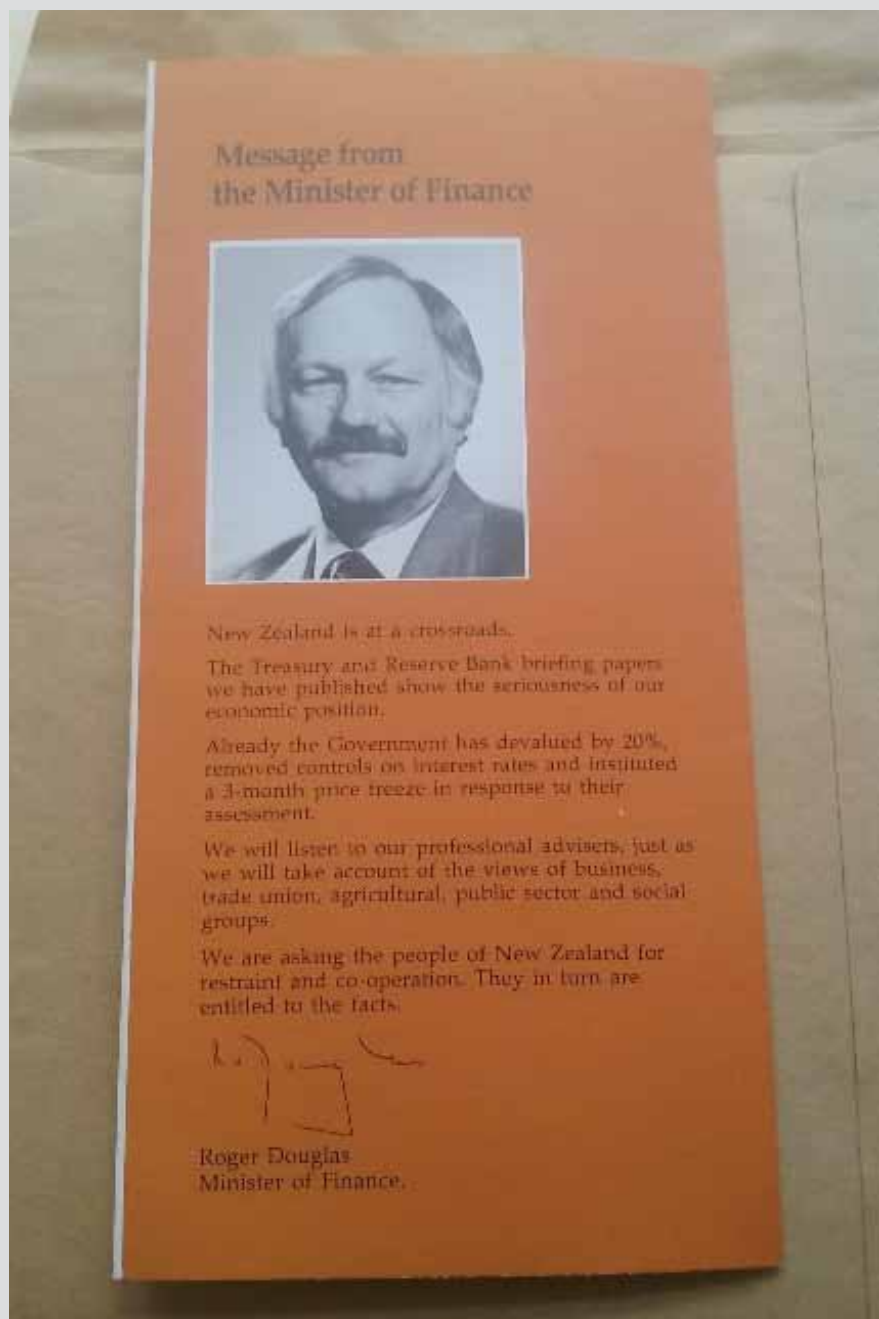 Message from
the Minister of Finance
New Zealand is at a crossroads.
The Treasury and Reserve Bank briefing papers
we have published show the seriousness of our
economic position.
Already the Government has devalued by 20%,
removed controls on interest rates and instituted
a 3-month price freeze in response to their
assessment.
We will listen to our professional advisers, just as
we will take account of the views of business,
trade union, agricultural, public sector and social
groups.
We are asking the people of New Zealand for
restraint and co-operation. They in turn are
entitled to the facts.
Roger Douglas
Minister of Finance.